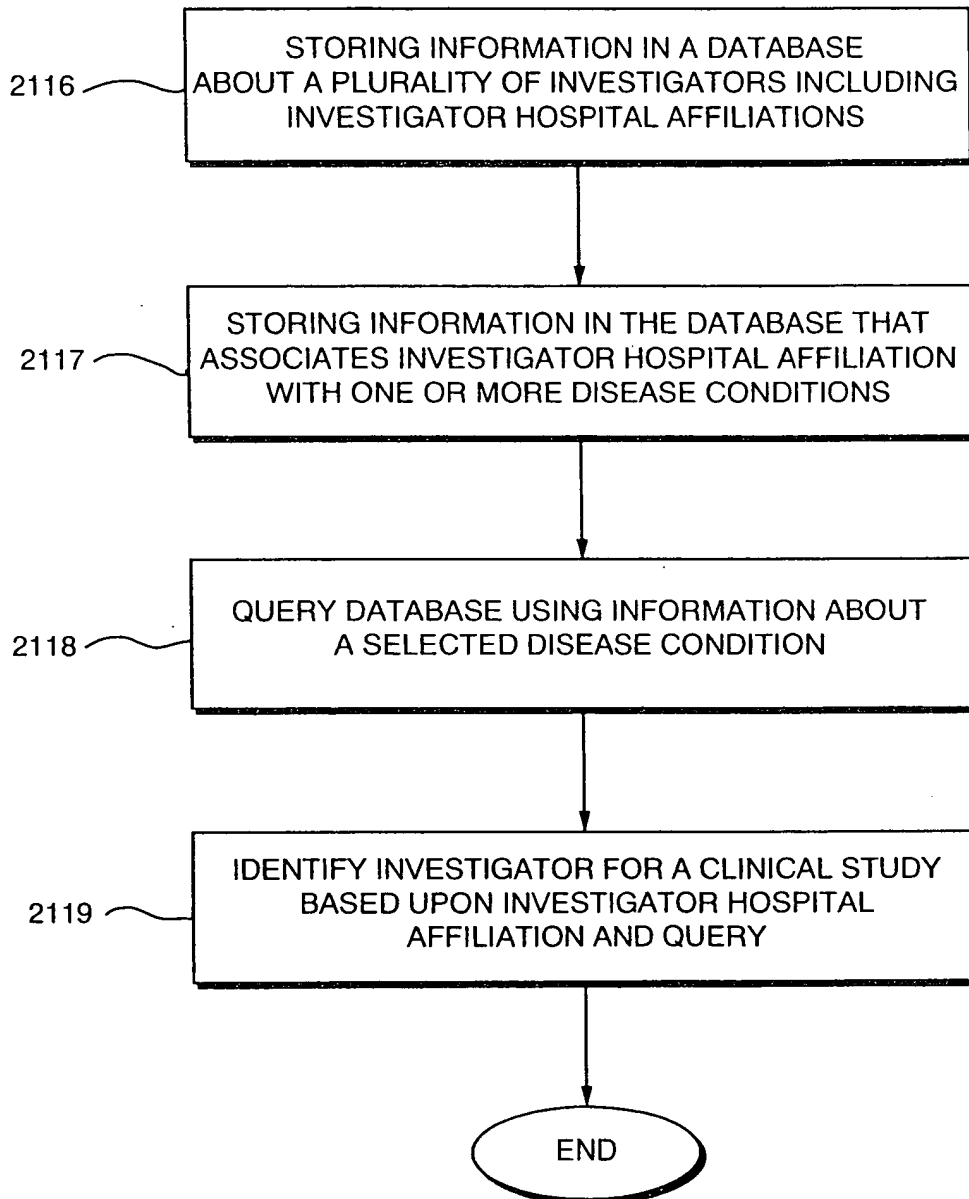 2116
STORING INFORMATION IN A DATABASE
ABOUT A PLURALITY OF INVESTIGATORS INCLUDING
INVESTIGATOR HOSPITAL AFFILIATIONS
2117
STORING INFORMATION IN THE DATABASE THAT
ASSOCIATES INVESTIGATOR HOSPITAL AFFILIATION
WITH ONE OR MORE DISEASE CONDITIONS
2118
QUERY DATABASE USING INFORMATION ABOUT
A SELECTED DISEASE CONDITION
2119
IDENTIFY INVESTIGATOR FOR A CLINICAL STUDY
BASED UPON INVESTIGATOR HOSPITAL
AFFILIATION AND QUERY
END